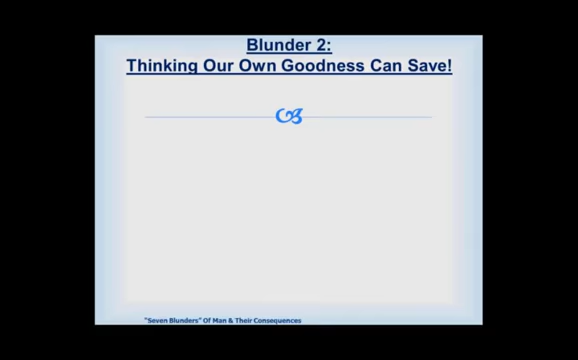 Blunder 2:
Thinking Our Own Goodness Can Save!
"Seven Blunders" Of Man & Their Consequences